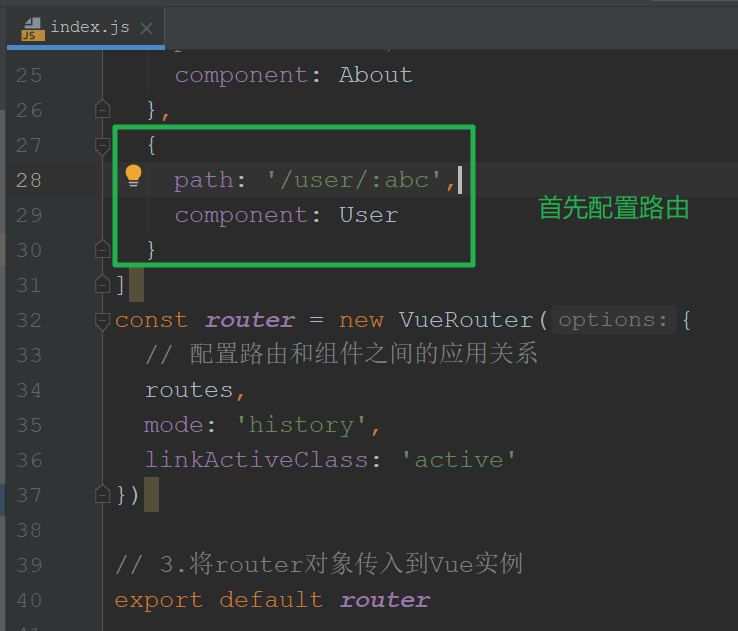 index.js
25 component: About
26 },
27 {
28 path: '/user/:abc',
29 component: User
首先配置路由
30 }
31 ]
32 const router = new VueRouter( options: {
33 // 配置路由和组件之间的应用关系
34 routes,
35 mode: 'history',
36 linkActiveClass: 'active'
37 })
38
39 // 3.将router对象传入到Vue实例
40 export default router